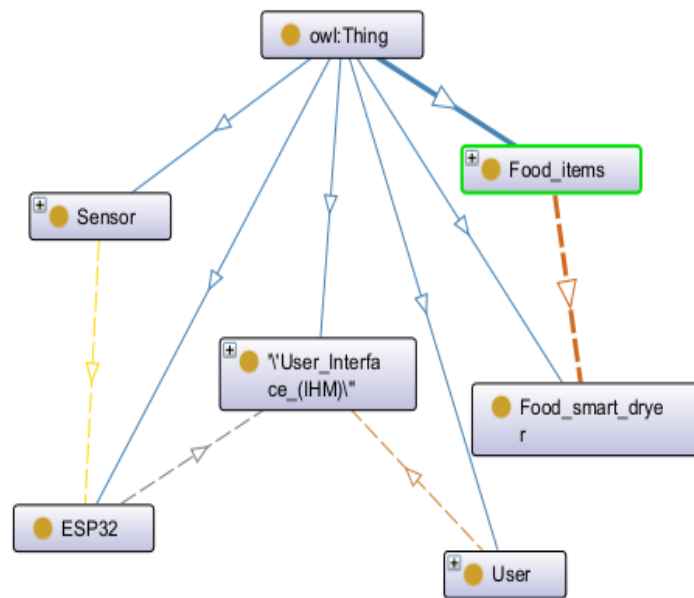 owl:Thing
Food_items
Sensor
"\'User_Interfa
ce_(IHM)\"
Food_smart_drye
r
ESP32
User